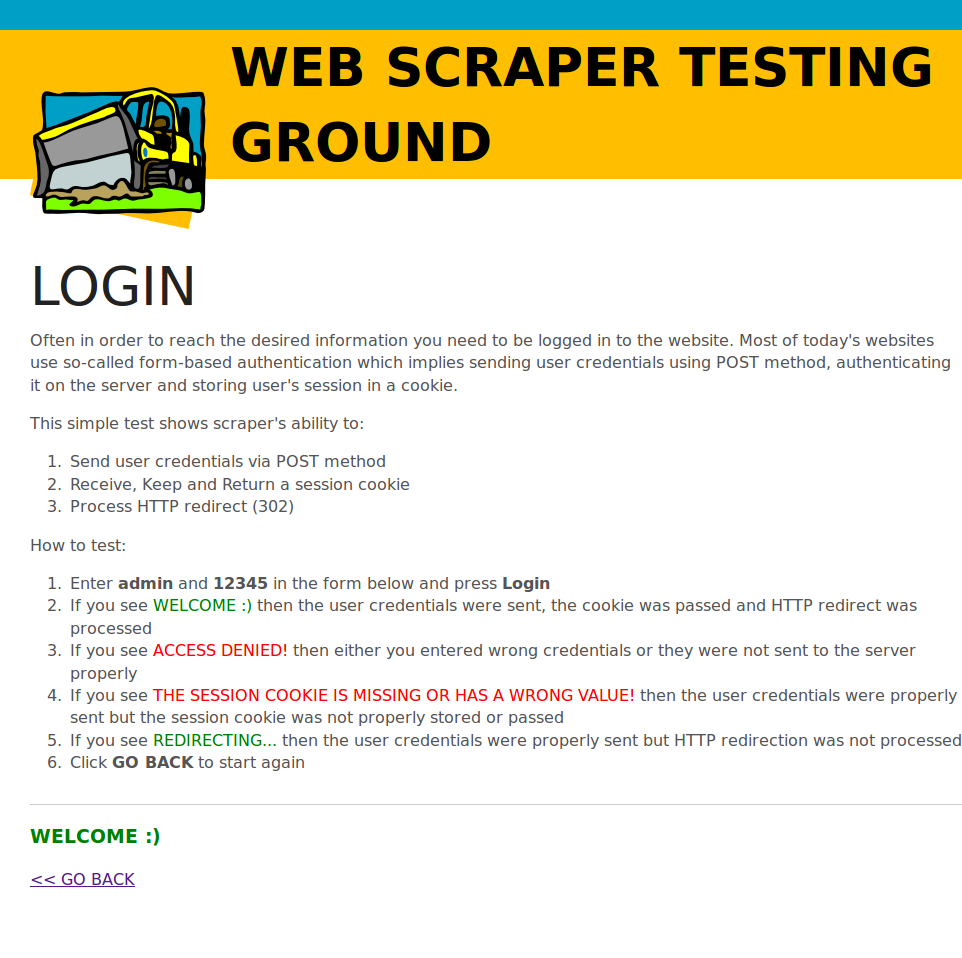 WEB SCRAPER TESTING
GROUND
LOGIN
Often in order to reach the desired information you need to be logged in to the website. Most of today's websites
use so-called form-based authentication which implies sending user credentials using POST method, authenticating
it on the server and storing user's session in a cookie.
This simple test shows scraper's ability to:
1. Send user credentials via POST method
2. Receive, Keep and Return a session cookie
3. Process HTTP redirect (302)
How to test:
1. Enter admin and 12345 in the form below and press Login
2. If you see WELCOME :) then the user credentials were sent, the cookie was passed and HTTP redirect was
processed
3. If you see ACCESS DENIED! then either you entered wrong credentials or they were not sent to the server
properly
4. If you see THE SESSION COOKIE IS MISSING OR HAS A WRONG VALUE! then the user credentials were properly
sent but the session cookie was not properly stored or passed
5. If you see REDIRECTING... then the user credentials were properly sent but HTTP redirection was not processed
6. Click GO BACK to start again
WELCOME :)
<< GO BACK